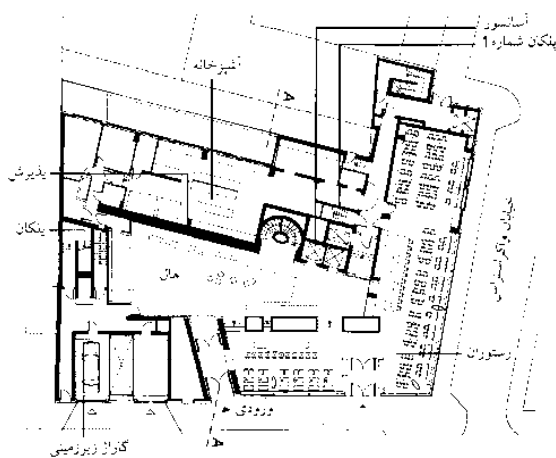 آسانسور
پلکان شماره 1
آشپزخانه
A
پذیرش
پلکان
هال
رستوران
ورودی
A
گاراژ زیرزمینی